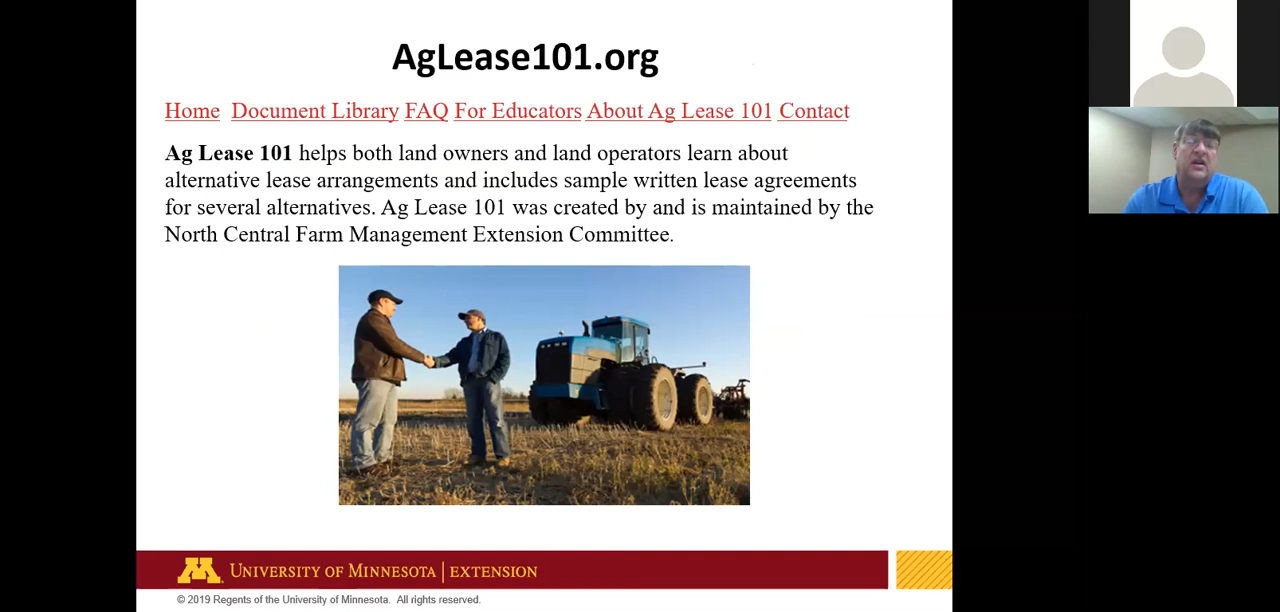 AgLease101.org
Home Document Library FAQ For Educators About Ag Lease 101 Contact
Ag Lease 101 helps both land owners and land operators learn about
alternative lease arrangements and includes sample written lease agreements
for several alternatives. Ag Lease 101 was created by and is maintained by the
North Central Farm Management Extension Committee.
M UNIVERSITY OF MINNESOTA | EXTENSION
© 2019 Regents of the University of Minnesota. All rights reserved.